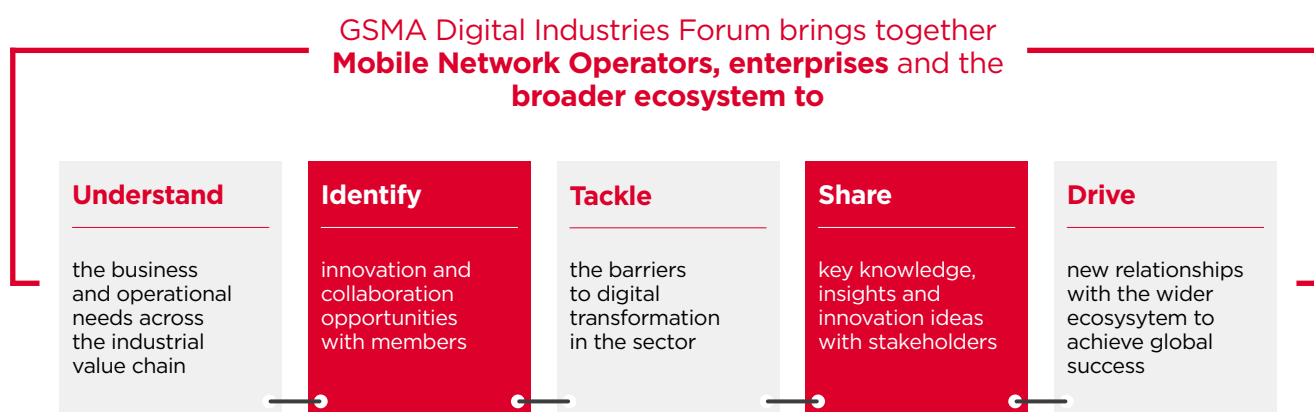 GSMA Digital Industries Forum brings together
Mobile Network Operators, enterprises and the
broader ecosystem to
Understand
the business
and operational
needs across
the industrial
value chain
Identify
innovation and
collaboration
opportunities
with members
Tackle
the barriers
to digital
transformation
in the sector
Share
key knowledge,
insights and
innovation ideas
with stakeholders
Drive
new relationships
with the wider
ecosysytem to
achieve global
success